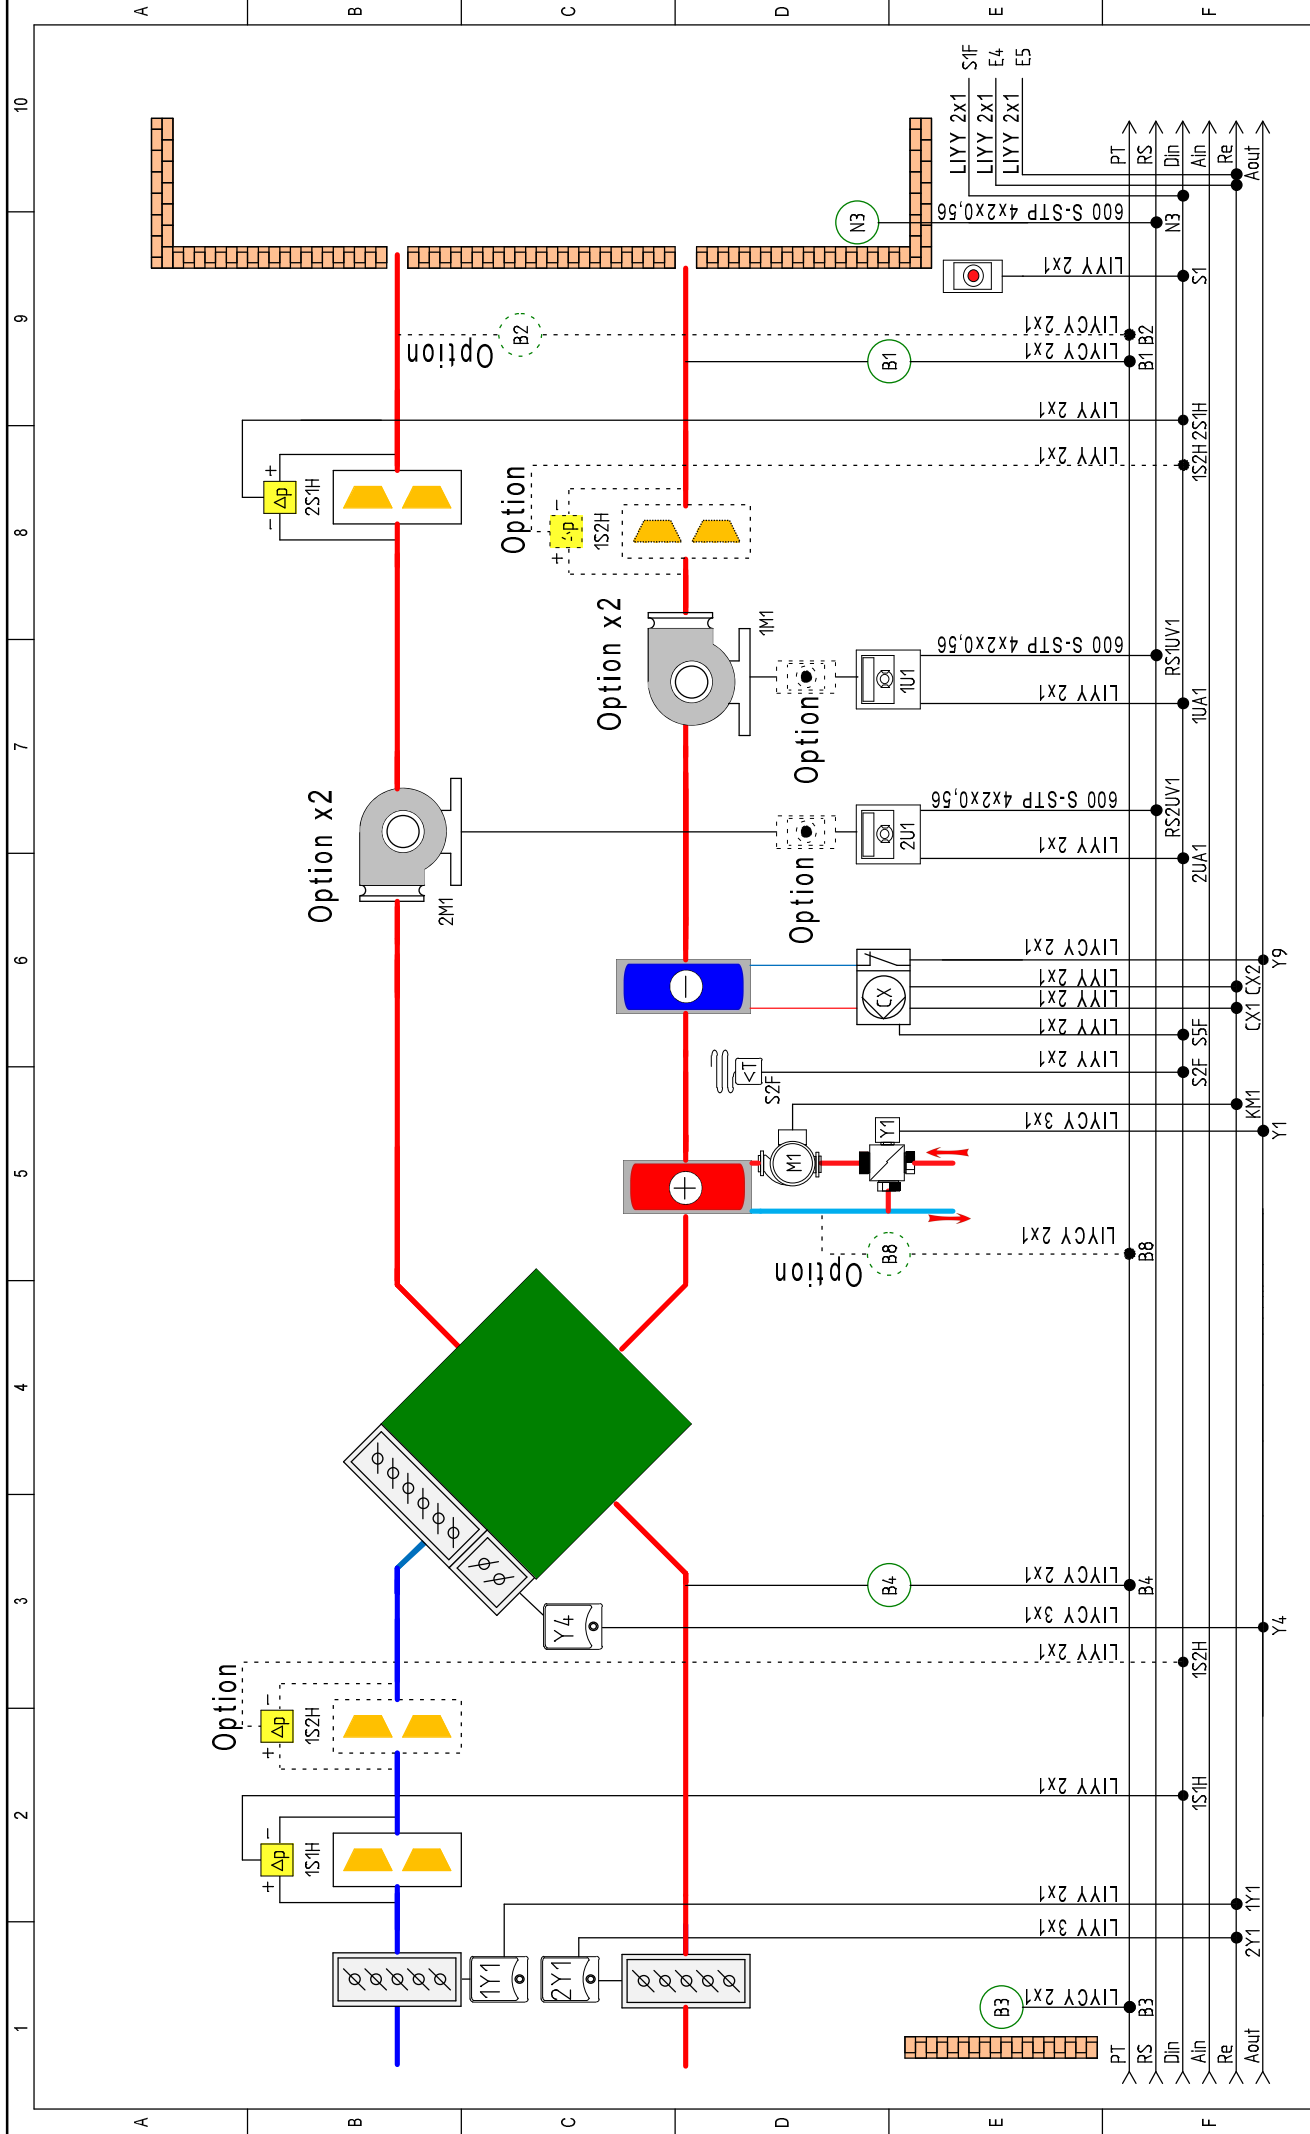 A
B
C
D
E
F
10
9
8
7
6
5
4
3
2
1
A
B
C
D
E
F
S1F
E4
E5
LIYY 2x1
LIYY 2x1
LIYY 2x1
PT
RS
Din
Ain
Re
Aout
N3
600 S-STP 4x2x0,56
N3
LIYY 2x1
S1
Option
B2
LIYCY 2x1
B2
B1
LIYCY 2x1
B1
Δp
+
-
2S1H
LIYY 2x1
2S1H
Option
Δp
+
-
1S2H
LIYY 2x1
1S2H
Option x2
1M1
Option
1U1
600 S-STP 4x2x0,56
RS1UV1
LIYY 2x1
1UA1
Option x2
2M1
Option
2U1
600 S-STP 4x2x0,56
RS2UV1
LIYY 2x1
2UA1
CX
LIYCY 2x1
Y9
LIYY 2x1
CX2
LIYY 2x1
CX1
LIYY 2x1
S5F
<T
S2F
LIYY 2x1
S2F
M1
KM1
Y1
LIYCY 3x1
Y1
Option
B8
LIYCY 2x1
B8
B4
LIYCY 2x1
B4
Y4
LIYCY 3x1
Y4
Option
Δp
+
-
1S2H
LIYY 2x1
1S2H
Δp
+
-
1S1H
LIYY 2x1
1S1H
1Y1
LIYY 2x1
1Y1
2Y1
LIYY 3x1
2Y1
B3
LIYCY 2x1
B3
PT
RS
Din
Ain
Re
Aout